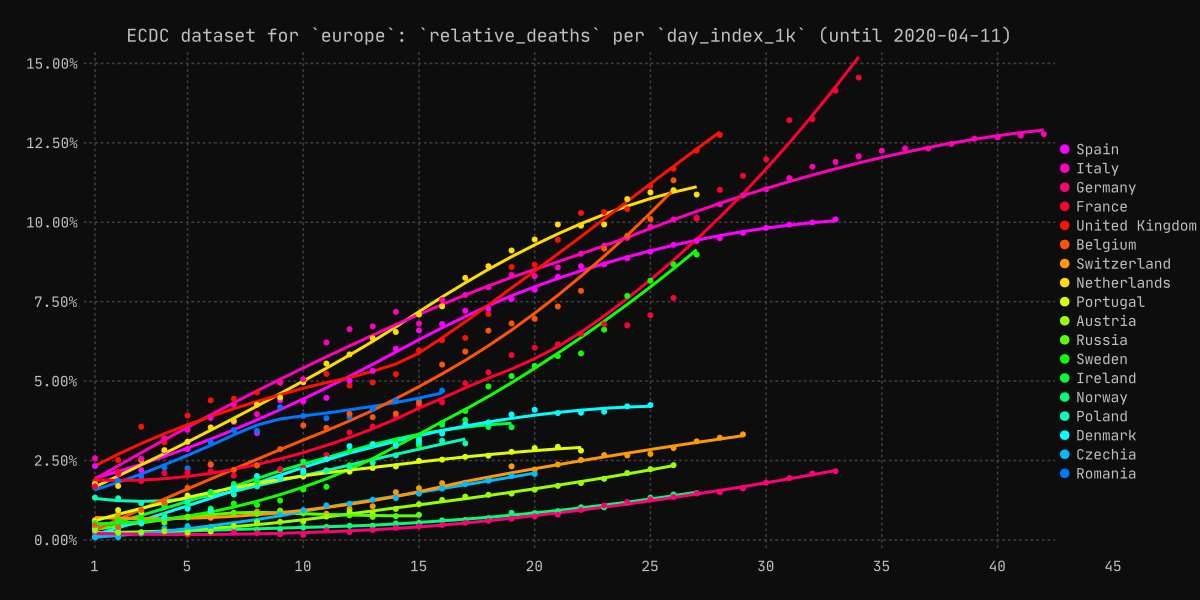 ECDC dataset for `europe`: `relative_deaths` per `day_index_1k` (until 2020-04-11)
15.00%
12.50%
10.00%
7.50%
5.00%
2.50%
0.00%
1 5 10 15 20 25 30 35 40 45
Spain
Italy
Germany
France
United Kingdom
Belgium
Switzerland
Netherlands
Portugal
Austria
Russia
Sweden
Ireland
Norway
Poland
Denmark
Czechia
Romania